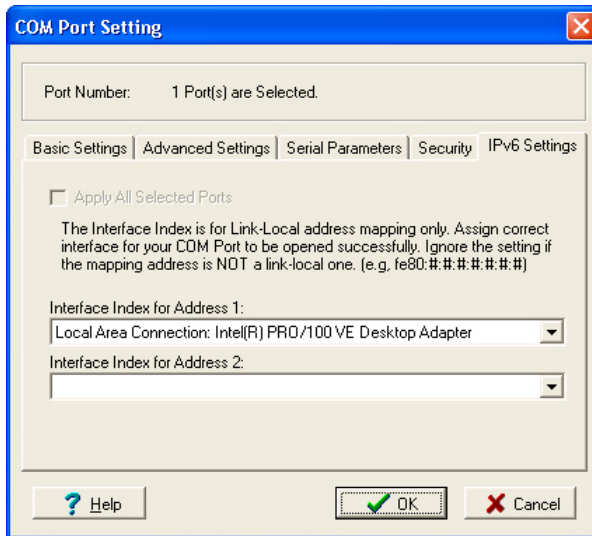 COM Port Setting
Port Number: 1 Port(s) are Selected.
Basic Settings Advanced Settings Serial Parameters Security IPv6 Settings
Apply All Selected Ports
The Interface Index is for Link-Local address mapping only. Assign correct
interface for your COM Port to be opened successfully. Ignore the setting if
the mapping address is NOT a link-local one. (e.g, fe80:#:#:#:#:#:#:#)
Interface Index for Address 1:
Local Area Connection: Intel(R) PRO/100 VE Desktop Adapter
Interface Index for Address 2:
? Help OK Cancel